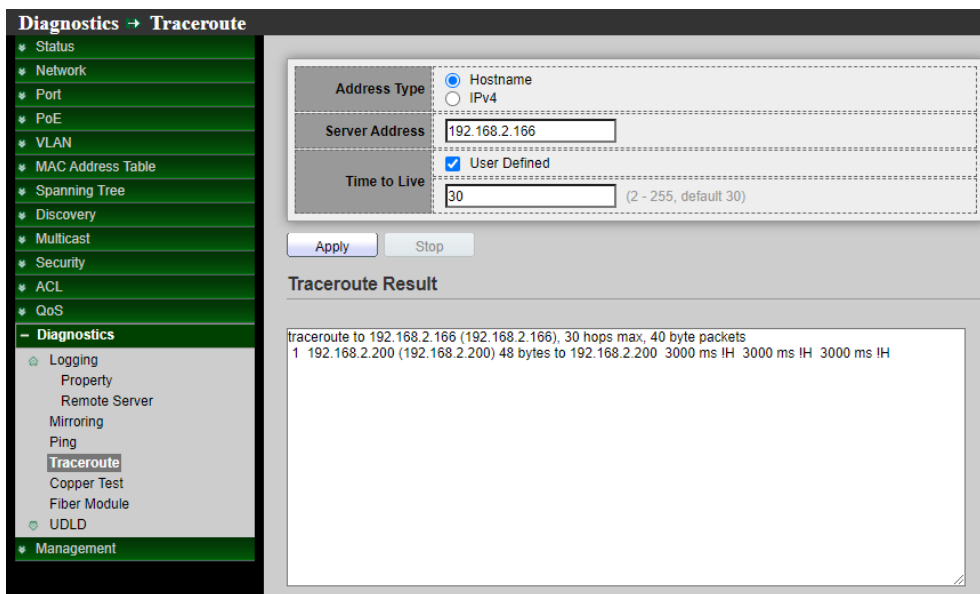 Diagnostics → Traceroute
Status
Network
Port
PoE
VLAN
MAC Address Table
Spanning Tree
Discovery
Multicast
Security
ACL
QoS
Diagnostics
Logging
Property
Remote Server
Mirroring
Ping
Traceroute
Copper Test
Fiber Module
UDLD
Management
Address Type
Hostname
IPv4
Server Address
192.168.2.166
Time to Live
User Defined
30 (2 - 255, default 30)
Apply Stop
Traceroute Result
traceroute to 192.168.2.166 (192.168.2.166), 30 hops max, 40 byte packets
1 192.168.2.200 (192.168.2.200) 48 bytes to 192.168.2.200 3000 ms !H 3000 ms !H 3000 ms !H